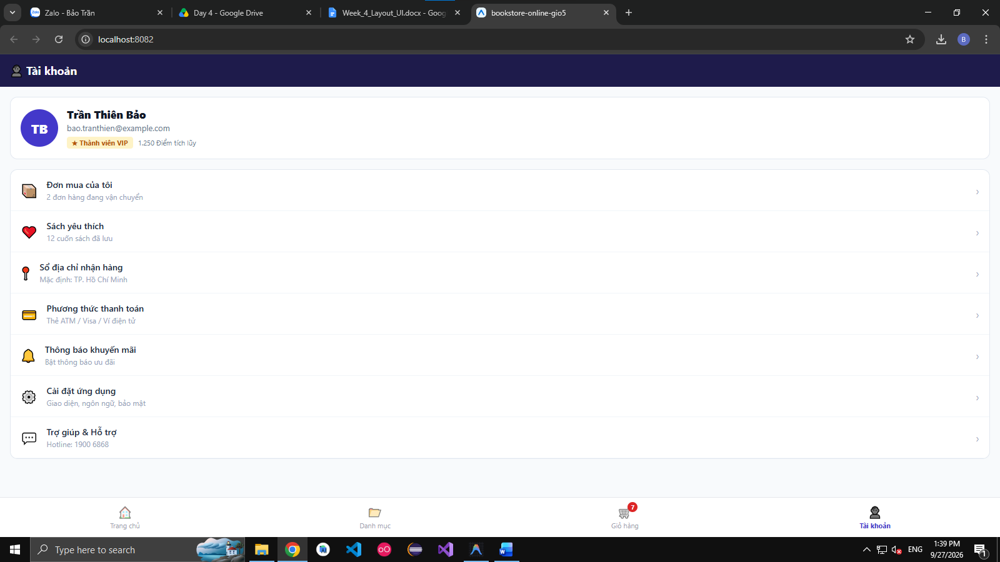 Zalo - Bảo Trần
Day 4 - Google Drive
Week_4_Layout_UI.docx - Goog
bookstore-online-gio5
localhost:8082
B
Tài khoản
TB
Trần Thiên Bảo
bao.tranthien@example.com
★ Thành viên VIP 1.250 Điểm tích lũy
Đơn mua của tôi
2 đơn hàng đang vận chuyển
Sách yêu thích
12 cuốn sách đã lưu
Sổ địa chỉ nhận hàng
Mặc định: TP. Hồ Chí Minh
Phương thức thanh toán
Thẻ ATM / Visa / Ví điện tử
Thông báo khuyến mãi
Bật thông báo ưu đãi
Cài đặt ứng dụng
Giao diện, ngôn ngữ, bảo mật
Trợ giúp & Hỗ trợ
Hotline: 1900 6868
Trang chủ
Danh mục
7
Giỏ hàng
Tài khoản
Type here to search
ENG
1:39 PM
9/27/2026
1